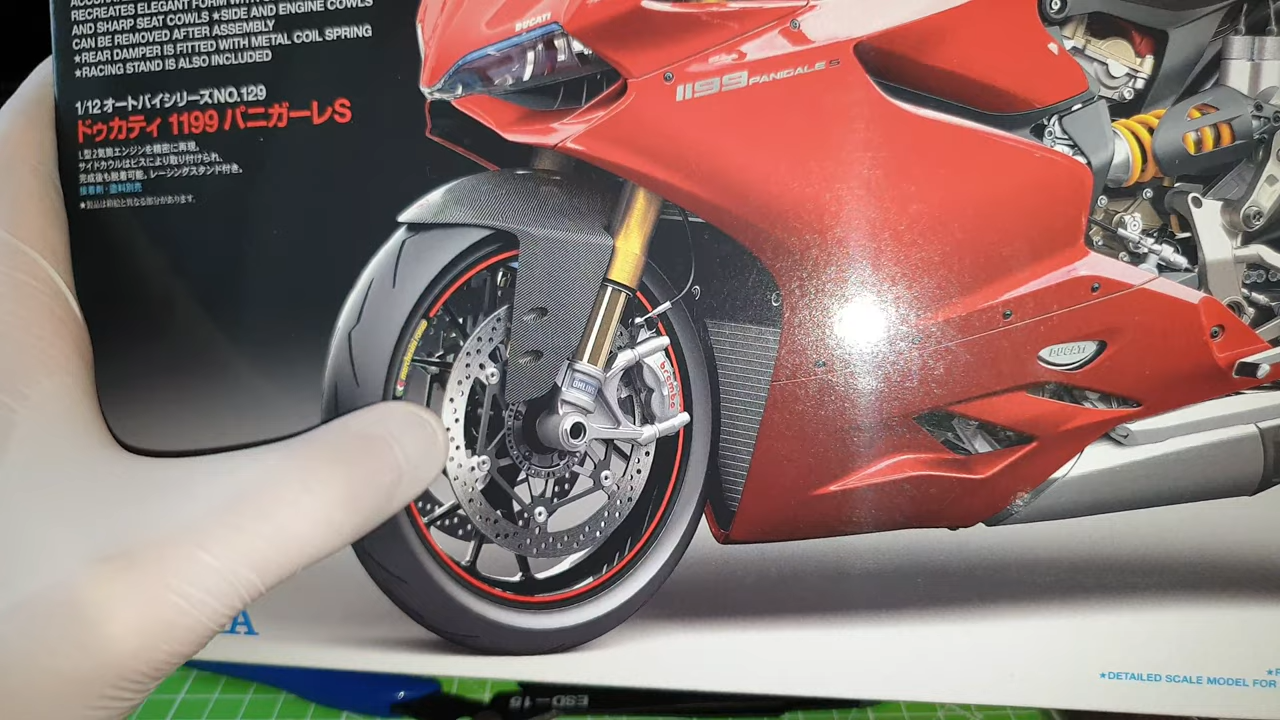 RECREATES ELEGANT FORM WITH
AND SHARP SEAT COWLS ★SIDE AND ENGINE COWLS
CAN BE REMOVED AFTER ASSEMBLY
★REAR DAMPER IS FITTED WITH METAL COIL SPRING
★RACING STAND IS ALSO INCLUDED
1/12 オートバイシリーズNO.129
ドゥカティ 1199 パニガーレS
L型2気筒エンジンを精密に再現。
サイドカウルはビスにより取り付けられ、
完成後も脱着可能。レーシングスタンド付き。
接着剤・塗料別売
★製品は絵船と異なる部分があります。
DUCATI
1199 PANIGALE S
OHLINS
brembo
DUCATI
ESD-15
★DETAILED SCALE MODEL FOR